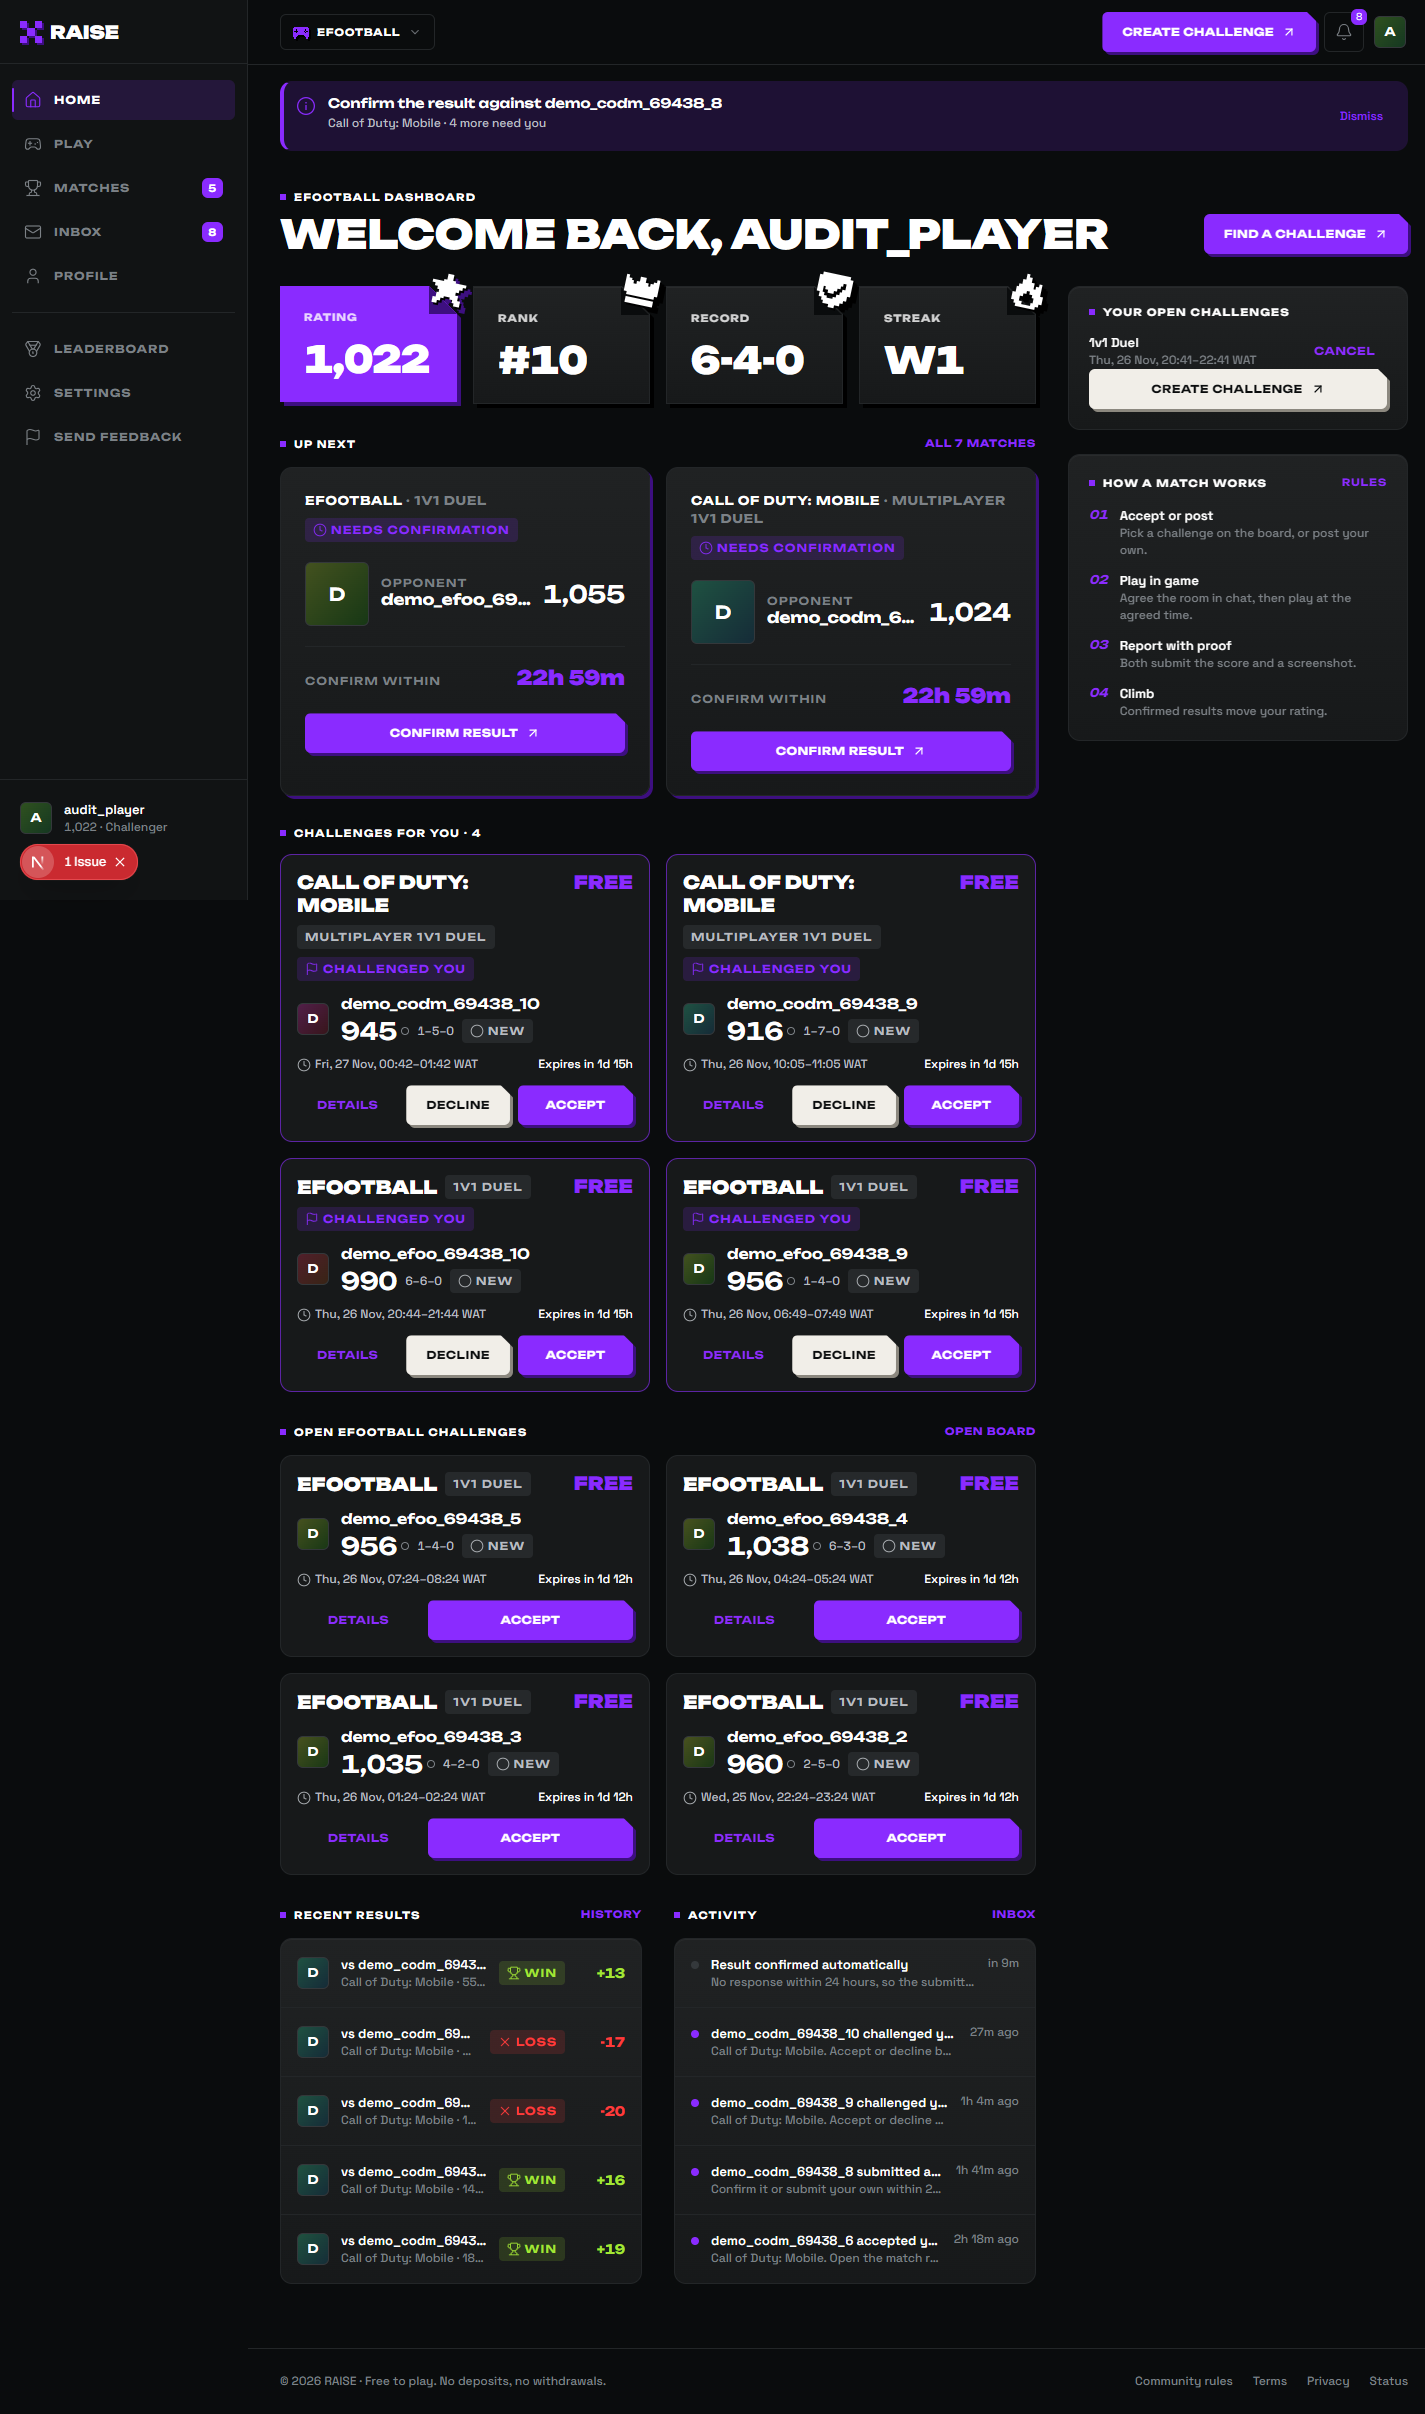 RAISE
HOME
PLAY
MATCHES 5
INBOX 8
PROFILE
LEADERBOARD
SETTINGS
SEND FEEDBACK
A audit_player
1,022 · Challenger
N 1 Issue
EFOOTBALL
CREATE CHALLENGE
8
A
Confirm the result against demo_codm_69438_8
Call of Duty: Mobile · 4 more need you
Dismiss
EFOOTBALL DASHBOARD
WELCOME BACK, AUDIT_PLAYER
FIND A CHALLENGE
RATING
1,022
RANK
#10
RECORD
6-4-0
STREAK
W1
YOUR OPEN CHALLENGES
1v1 Duel
Thu, 26 Nov, 20:41–22:41 WAT
CANCEL
CREATE CHALLENGE
HOW A MATCH WORKS RULES
01 Accept or post
Pick a challenge on the board, or post your
own.
02 Play in game
Agree the room in chat, then play at the
agreed time.
03 Report with proof
Both submit the score and a screenshot.
04 Climb
Confirmed results move your rating.
UP NEXT ALL 7 MATCHES
EFOOTBALL · 1V1 DUEL
NEEDS CONFIRMATION
D
OPPONENT
demo_efoo_69... 1,055
CONFIRM WITHIN 22h 59m
CONFIRM RESULT
CALL OF DUTY: MOBILE · MULTIPLAYER
1V1 DUEL
NEEDS CONFIRMATION
D
OPPONENT
demo_codm_6... 1,024
CONFIRM WITHIN 22h 59m
CONFIRM RESULT
CHALLENGES FOR YOU · 4
CALL OF DUTY: FREE
MOBILE
MULTIPLAYER 1V1 DUEL
CHALLENGED YOU
D demo_codm_69438_10
945 1–5–0 NEW
Fri, 27 Nov, 00:42–01:42 WAT Expires in 1d 15h
DETAILS DECLINE ACCEPT
CALL OF DUTY: FREE
MOBILE
MULTIPLAYER 1V1 DUEL
CHALLENGED YOU
D demo_codm_69438_9
916 1–7–0 NEW
Thu, 26 Nov, 10:05–11:05 WAT Expires in 1d 15h
DETAILS DECLINE ACCEPT
EFOOTBALL 1V1 DUEL FREE
CHALLENGED YOU
D demo_efoo_69438_10
990 6–6–0 NEW
Thu, 26 Nov, 20:44–21:44 WAT Expires in 1d 15h
DETAILS DECLINE ACCEPT
EFOOTBALL 1V1 DUEL FREE
CHALLENGED YOU
D demo_efoo_69438_9
956 1–4–0 NEW
Thu, 26 Nov, 06:49–07:49 WAT Expires in 1d 15h
DETAILS DECLINE ACCEPT
OPEN EFOOTBALL CHALLENGES OPEN BOARD
EFOOTBALL 1V1 DUEL FREE
D demo_efoo_69438_5
956 1–4–0 NEW
Thu, 26 Nov, 07:24–08:24 WAT Expires in 1d 12h
DETAILS ACCEPT
EFOOTBALL 1V1 DUEL FREE
D demo_efoo_69438_4
1,038 6–3–0 NEW
Thu, 26 Nov, 04:24–05:24 WAT Expires in 1d 12h
DETAILS ACCEPT
EFOOTBALL 1V1 DUEL FREE
D demo_efoo_69438_3
1,035 4–2–0 NEW
Thu, 26 Nov, 01:24–02:24 WAT Expires in 1d 12h
DETAILS ACCEPT
EFOOTBALL 1V1 DUEL FREE
D demo_efoo_69438_2
960 2–5–0 NEW
Wed, 25 Nov, 22:24–23:24 WAT Expires in 1d 12h
DETAILS ACCEPT
RECENT RESULTS HISTORY
D vs demo_codm_6943... WIN +13
Call of Duty: Mobile · 55...
D vs demo_codm_69... LOSS -17
Call of Duty: Mobile · ...
D vs demo_codm_69... LOSS -20
Call of Duty: Mobile · 1...
D vs demo_codm_6943... WIN +16
Call of Duty: Mobile · 14...
D vs demo_codm_6943... WIN +19
Call of Duty: Mobile · 18...
ACTIVITY INBOX
Result confirmed automatically in 9m
No response within 24 hours, so the submitt...
demo_codm_69438_10 challenged y... 27m ago
Call of Duty: Mobile. Accept or decline b...
demo_codm_69438_9 challenged y... 1h 4m ago
Call of Duty: Mobile. Accept or decline ...
demo_codm_69438_8 submitted a... 1h 41m ago
Confirm it or submit your own within 2...
demo_codm_69438_6 accepted y... 2h 18m ago
Call of Duty: Mobile. Open the match r...
© 2026 RAISE · Free to play. No deposits, no withdrawals.
Community rules Terms Privacy Status